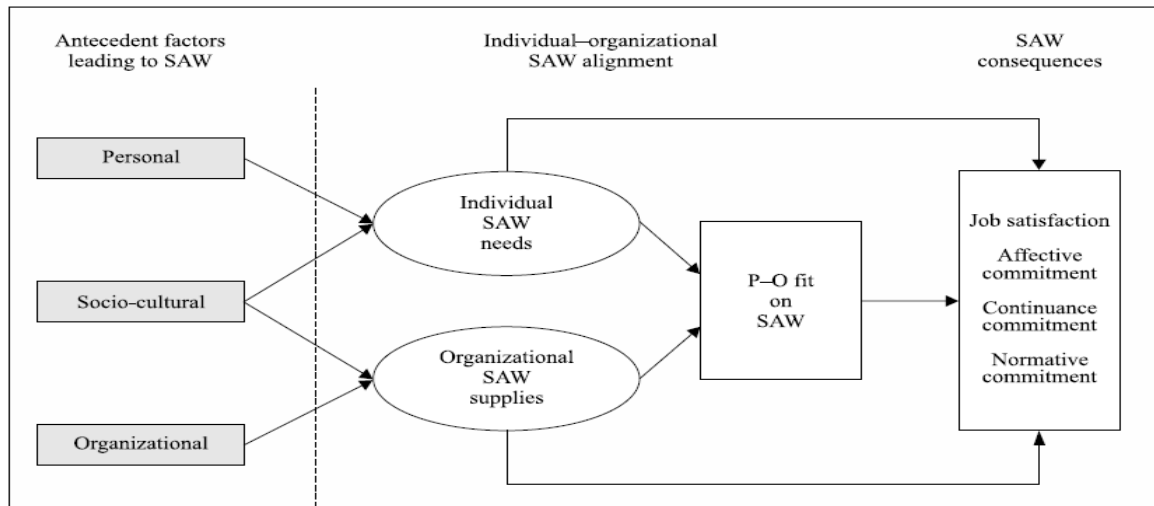 Antecedent factors
leading to SAW
Individual–organizational
SAW alignment
SAW
consequences
Personal
Socio-cultural
Organizational
Individual
SAW
needs
Organizational
SAW
supplies
P–O fit
on
SAW
Job satisfaction
Affective
commitment
Continuance
commitment
Normative
commitment